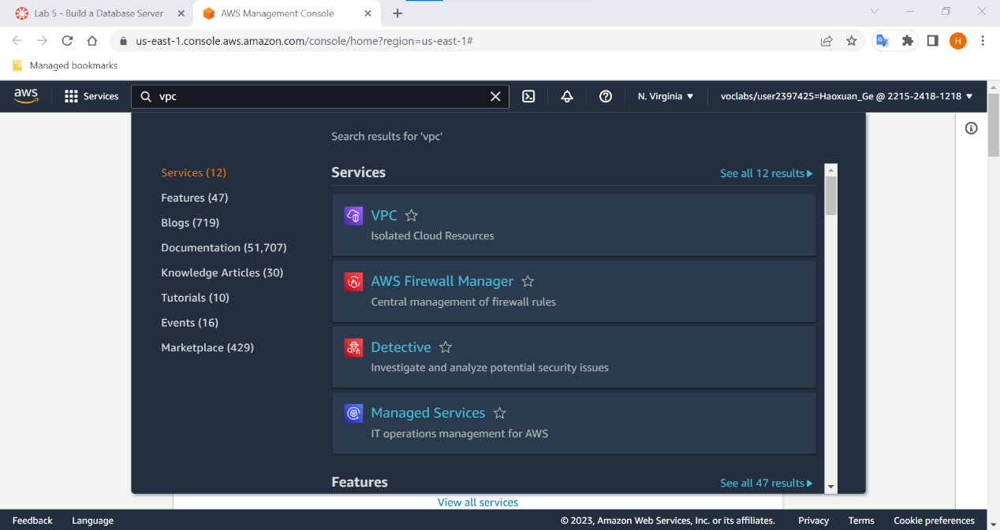 Lab 5 - Build a Database Server
AWS Management Console
us-east-1.console.aws.amazon.com/console/home?region=us-east-1#
H
Managed bookmarks
aws
Services
vpc
N. Virginia
voclabs/user2397425=Haoxuan_Ge @ 2215-2418-1218
Search results for 'vpc'
Services (12)
Features (47)
Blogs (719)
Documentation (51,707)
Knowledge Articles (30)
Tutorials (10)
Events (16)
Marketplace (429)
Services
See all 12 results
VPC
Isolated Cloud Resources
AWS Firewall Manager
Central management of firewall rules
Detective
Investigate and analyze potential security issues
Managed Services
IT operations management for AWS
Features
See all 47 results
View all services
Feedback
Language
© 2023, Amazon Web Services, Inc. or its affiliates.
Privacy
Terms
Cookie preferences